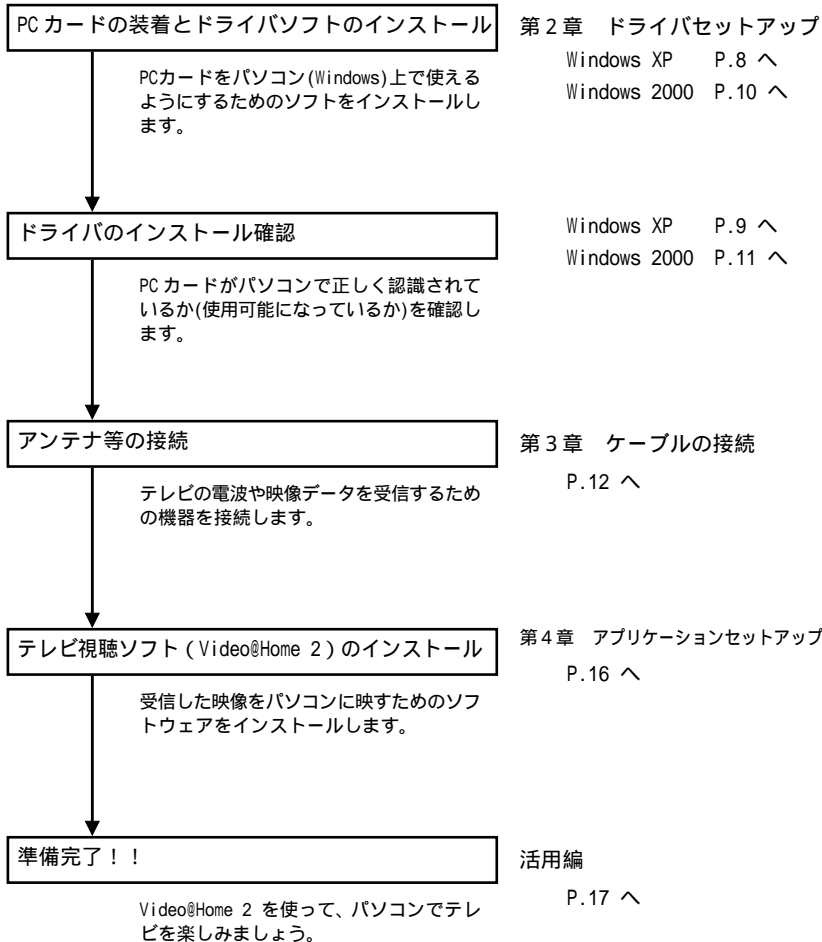 PCカードの装着とドライバソフトのインストール
第2章　ドライバセットアップ
Windows XP　P.8 へ
PCカードをパソコン(Windows)上で使える
Windows 2000　P.10 へ
ようにするためのソフトをインストールし
ます。
ドライバのインストール確認
Windows XP　P.9 へ
Windows 2000　P.11 へ
PCカードがパソコンで正しく認識されて
いるか(使用可能になっているか)を確認し
ます。
アンテナ等の接続
第3章　ケーブルの接続
P.12 へ
テレビの電波や映像データを受信するため
の機器を接続します。
テレビ視聴ソフト(Video@Home 2)のインストール
第4章　アプリケーションセットアップ
P.16 へ
受信した映像をパソコンに映すためのソフ
トウェアをインストールします。
準備完了！！
活用編
P.17 へ
Video@Home 2 を使って、パソコンでテレ
ビを楽しみましょう。